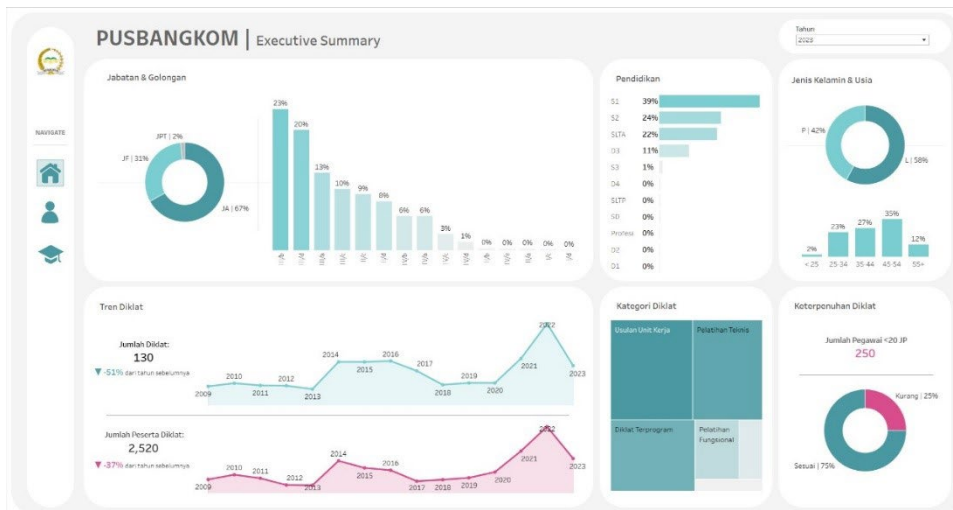 PUSBANGKOM | Executive Summary
Tahun
2023
NAVIGATE
Jabatan & Golongan
JPT | 2%
JF | 31%
JA | 67%
23%
20%
13%
10%
9%
8%
6%
6%
3%
1%
0%
0%
0%
0%
0%
Pendidikan
S1 39%
S2 24%
SLTA 22%
D3 11%
S3 1%
D4 0%
SLTP 0%
SD 0%
Profesi 0%
D2 0%
D1 0%
Jenis Kelamin & Usia
P | 42%
L | 58%
2%
23%
27%
35%
12%
<25 25-34 35-44 45-54 55+
Tren Diklat
Jumlah Diklat:
130
▼ -51% dari tahun sebelumnya
2009
2010
2011
2012
2013
2014
2015
2016
2017
2018
2019
2020
2021
2022
2023
Jumlah Peserta Diklat:
2,520
▼ -37% dari tahun sebelumnya
2009
2010
2011
2012
2013
2014
2015
2016
2017
2018
2019
2020
2021
2022
2023
Kategori Diklat
Usulan Unit Kerja
Pelatihan Teknis
Diklat Terprogram
Pelatihan
Fungsional
Keterpenuhan Diklat
Jumlah Pegawai <20 JP
250
Kurang | 25%
Sesuai | 75%